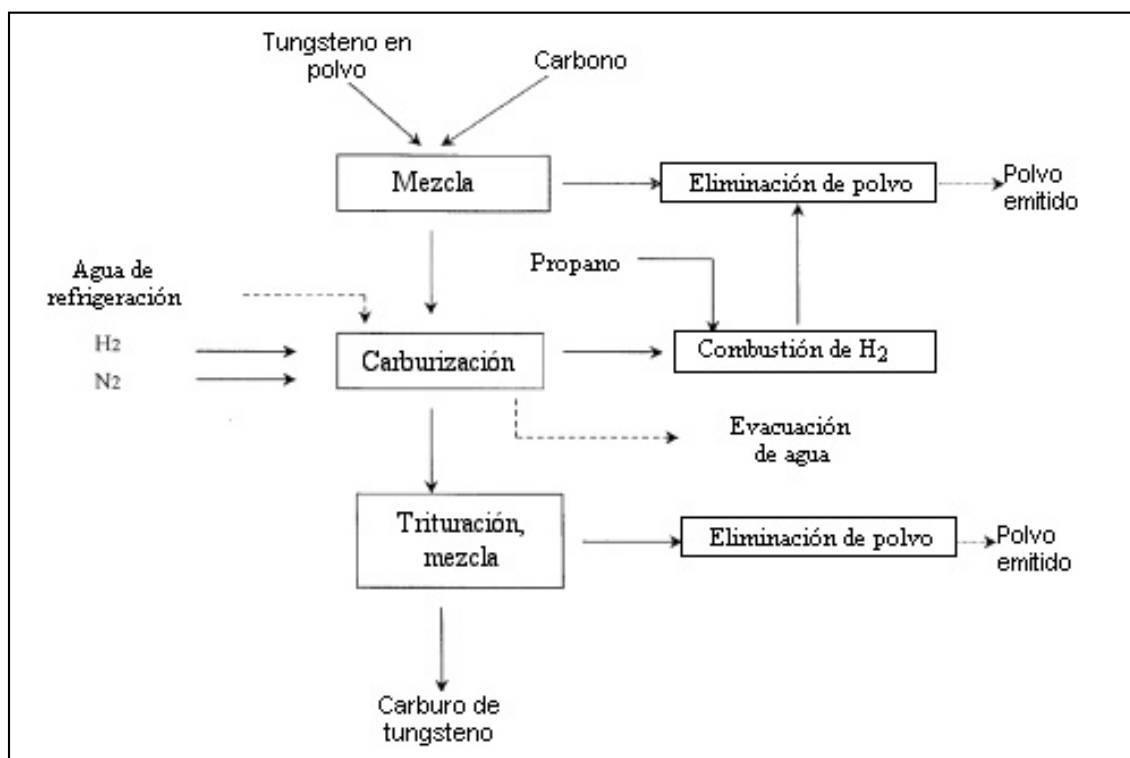 Tungsteno en
polvo
Carbono
Mezcla
Eliminación de polvo
Polvo
emitido
Agua de
refrigeración
Propano
H2
N2
Carburización
Combustión de H2
Evacuación
de agua
Trituración,
mezcla
Eliminación de polvo
Polvo
emitido
Carburo de
tungsteno